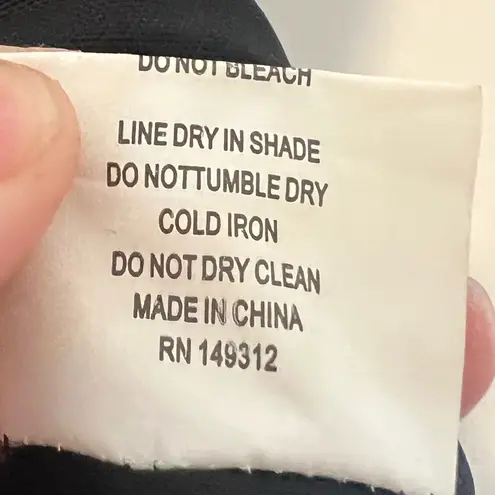 DO NOT BLEACH
LINE DRY IN SHADE
DO NOTTUMBLE DRY
COLD IRON
DO NOT DRY CLEAN
MADE IN CHINA
RN 149312